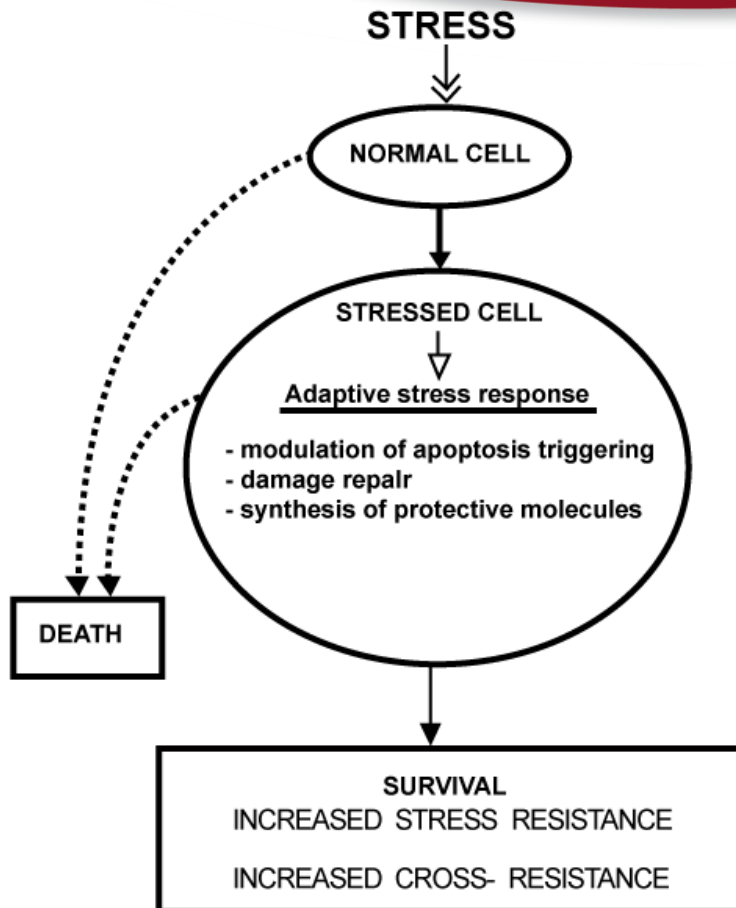 STRESS
NORMAL CELL
STRESSED CELL
Adaptive stress response
- modulation of apoptosis triggering
- damage repalr
- synthesis of protective molecules
DEATH
SURVIVAL
INCREASED STRESS RESISTANCE
INCREASED CROSS- RESISTANCE